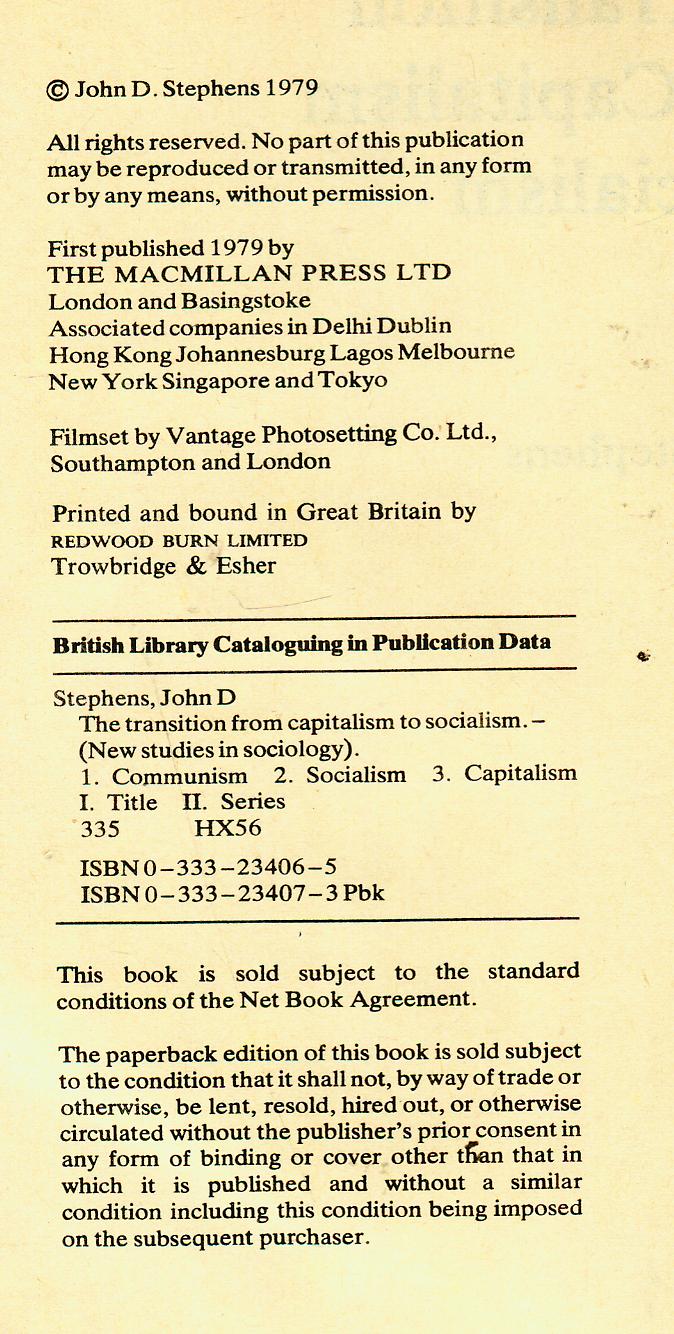 © John D. Stephens 1979
All rights reserved. No part of this publication
may be reproduced or transmitted, in any form
or by any means, without permission.
First published 1979 by
THE MACMILLAN PRESS LTD
London and Basingstoke
Associated companies in Delhi Dublin
Hong Kong Johannesburg Lagos Melbourne
New York Singapore and Tokyo
Filmset by Vantage Photosetting Co. Ltd.,
Southampton and London
Printed and bound in Great Britain by
REDWOOD BURN LIMITED
Trowbridge & Esher
British Library Cataloguing in Publication Data
Stephens, John D
The transition from capitalism to socialism. –
(New studies in sociology).
1. Communism 2. Socialism 3. Capitalism
I. Title II. Series
335 HX56
ISBN 0–333–23406–5
ISBN 0–333–23407–3 Pbk
This book is sold subject to the standard
conditions of the Net Book Agreement.
The paperback edition of this book is sold subject
to the condition that it shall not, by way of trade or
otherwise, be lent, resold, hired out, or otherwise
circulated without the publisher's prior consent in
any form of binding or cover other than that in
which it is published and without a similar
condition including this condition being imposed
on the subsequent purchaser.